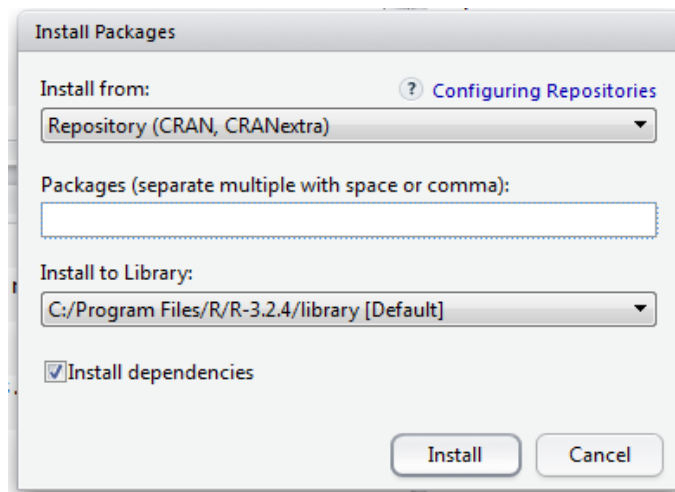 Install Packages
Install from:
? Configuring Repositories
Repository (CRAN, CRANextra)
Packages (separate multiple with space or comma):
Install to Library:
C:/Program Files/R/R-3.2.4/library [Default]
Install dependencies
Install Cancel